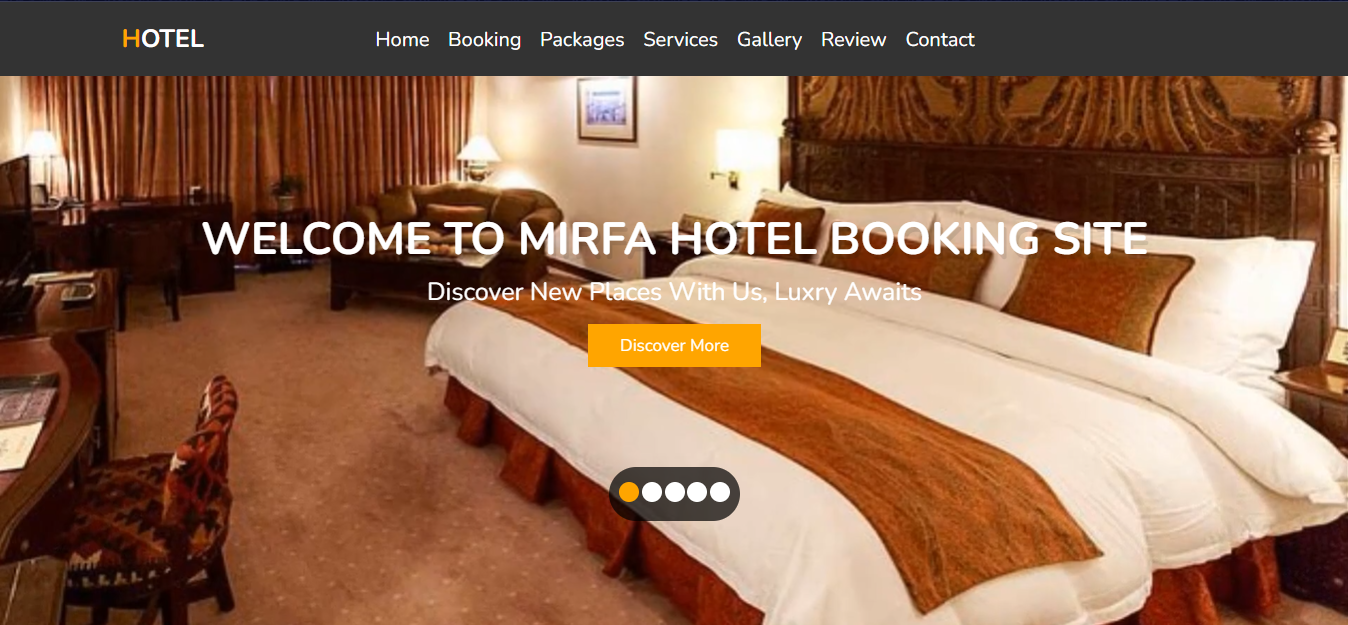 HOTEL
Home Booking Packages Services Gallery Review Contact
WELCOME TO MIRFA HOTEL BOOKING SITE
Discover New Places With Us, Luxry Awaits
Discover More